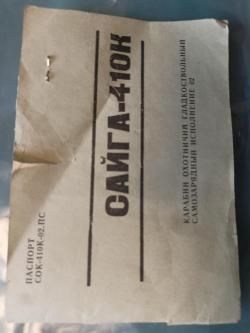 ПАСПОРТ
СОК-410К-02.ПС
САЙГА-410К
КАРАБИН ОХОТНИЧИЙ ГЛАДКОСТВОЛЬНЫЙ
САМОЗАРЯДНЫЙ ИСПОЛНЕНИЕ 02